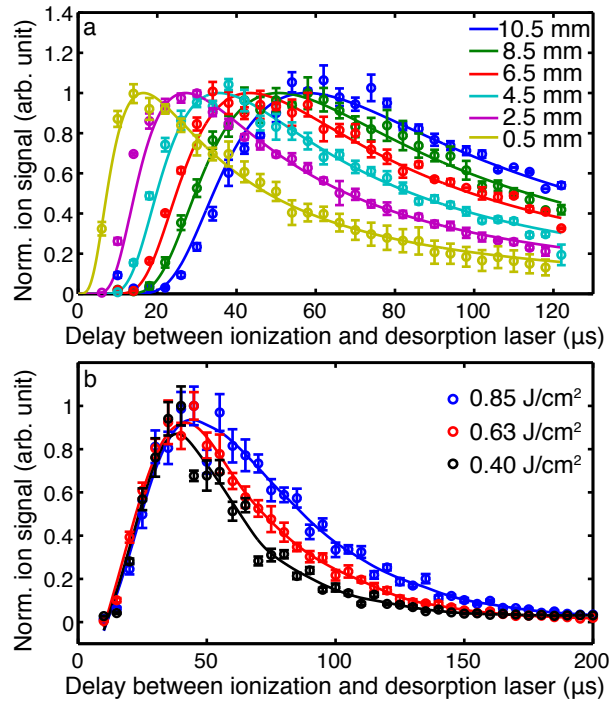 1.4
a
10.5 mm
1.2
8.5 mm
1
6.5 mm
0.8
4.5 mm
0.6
2.5 mm
0.4
0.5 mm
0.2
0
Norm. ion signal (arb. unit)
0 20 40 60 80 100 120
Delay between ionization and desorption laser (μs)
b
0.85 J/cm²
1
0.63 J/cm²
0.8
0.40 J/cm²
0.6
0.4
0.2
0
Norm. ion signal (arb. unit)
0 50 100 150 200
Delay between ionization and desorption laser (μs)